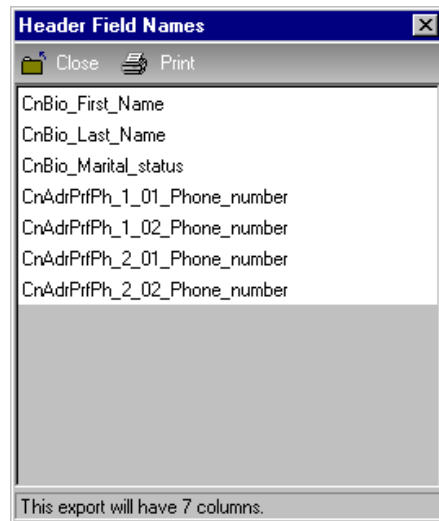 Header Field Names
Close Print
CnBio_First_Name
CnBio_Last_Name
CnBio_Marital_status
CnAdrPrfPh_1_01_Phone_number
CnAdrPrfPh_1_02_Phone_number
CnAdrPrfPh_2_01_Phone_number
CnAdrPrfPh_2_02_Phone_number
This export will have 7 columns.